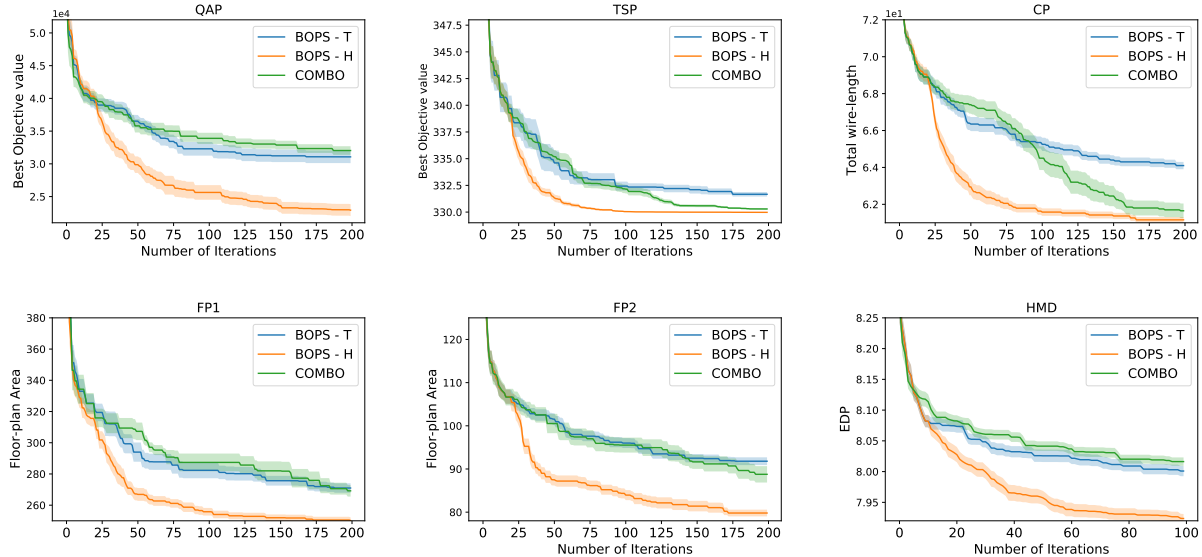 QAP
1e4
5.0
4.5
4.0
3.5
3.0
2.5
Best Objective value
BOPS - T
BOPS - H
COMBO
0 25 50 75 100 125 150 175 200
Number of Iterations
TSP
347.5
345.0
342.5
340.0
337.5
335.0
332.5
330.0
Best Objective value
BOPS - T
BOPS - H
COMBO
0 25 50 75 100 125 150 175 200
Number of Iterations
CP
1e1
7.2
7.0
6.8
6.6
6.4
6.2
Total wire-length
BOPS - T
BOPS - H
COMBO
0 25 50 75 100 125 150 175 200
Number of Iterations
FP1
380
360
340
320
300
280
260
Floor-plan Area
BOPS - T
BOPS - H
COMBO
0 25 50 75 100 125 150 175 200
Number of Iterations
FP2
120
110
100
90
80
Floor-plan Area
BOPS - T
BOPS - H
COMBO
0 25 50 75 100 125 150 175 200
Number of Iterations
HMD
8.25
8.20
8.15
8.10
8.05
8.00
7.95
EDP
BOPS - T
BOPS - H
COMBO
0 20 40 60 80 100
Number of Iterations